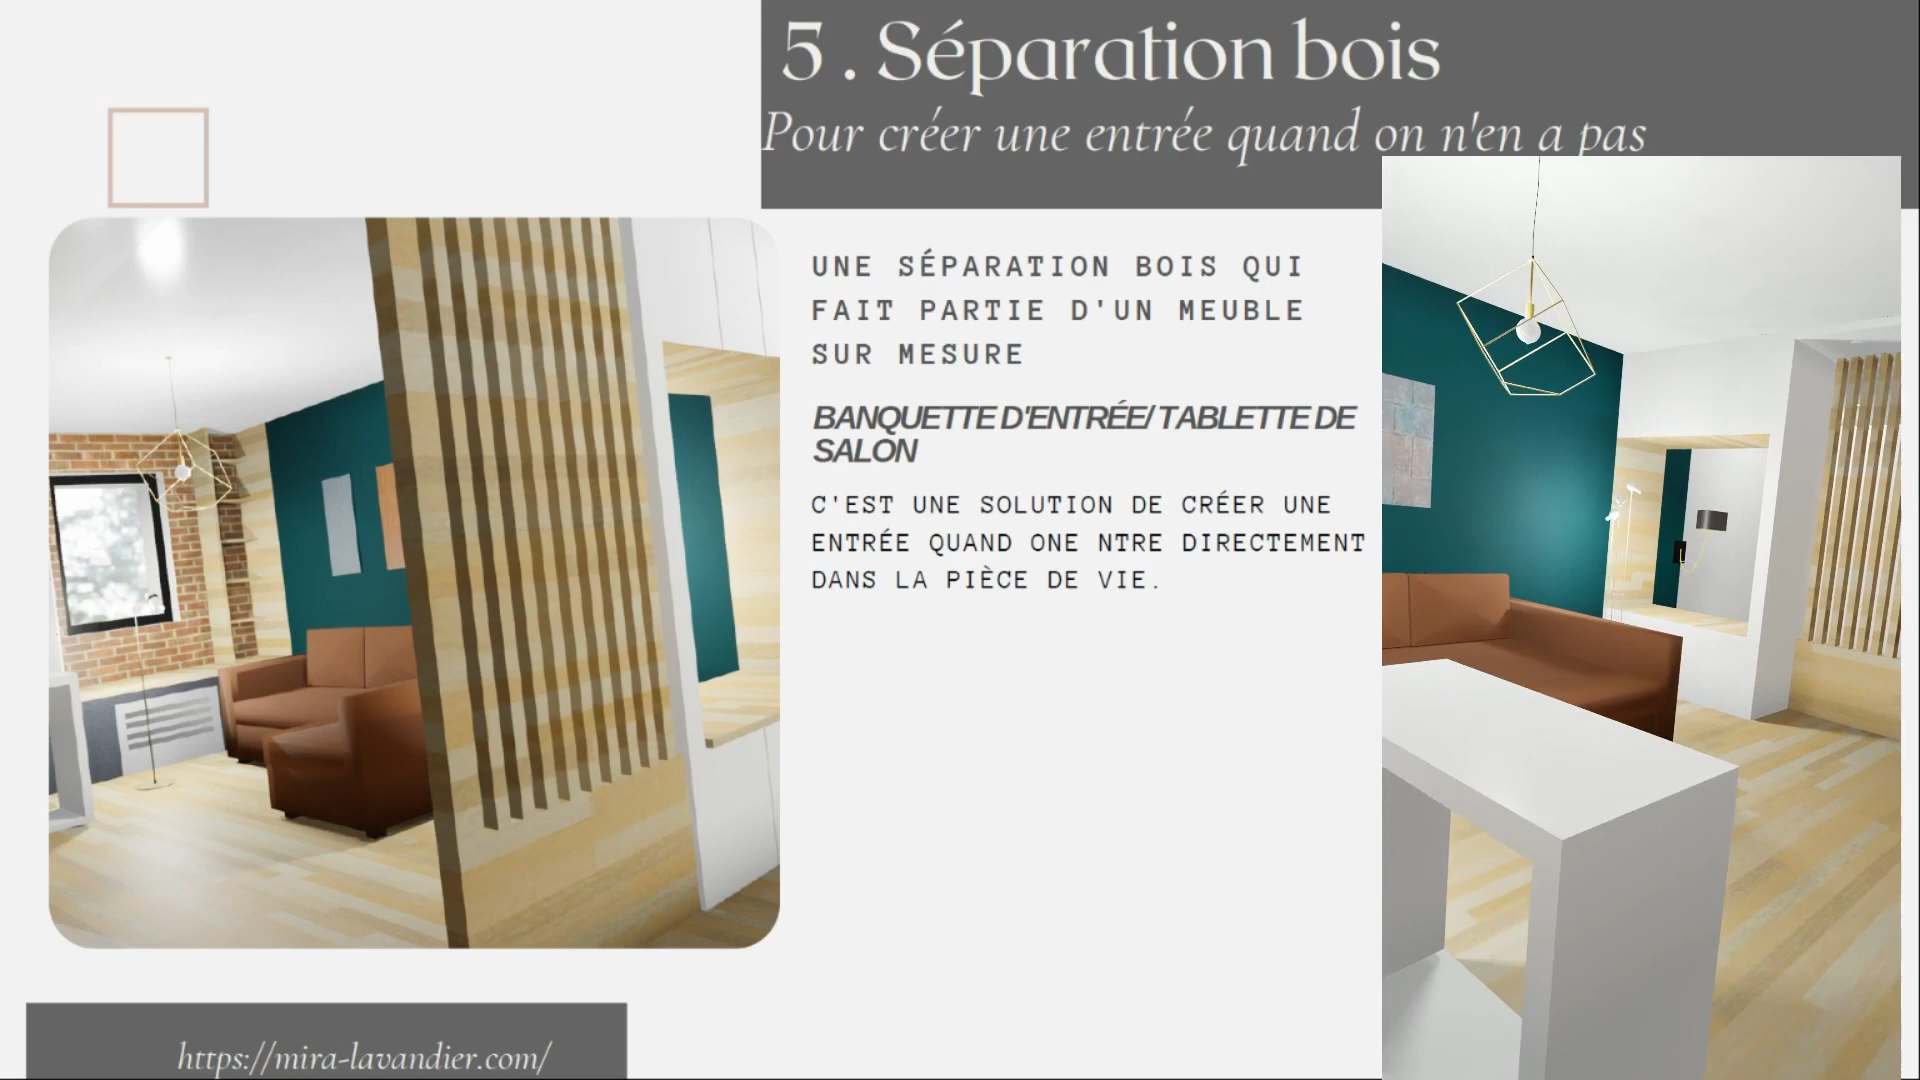 5 . Séparation bois
Pour créer une entrée quand on n'en a pas
UNE SÉPARATION BOIS QUI
FAIT PARTIE D'UN MEUBLE
SUR MESURE
BANQUETTE D'ENTRÉE/ TABLETTE DE
SALON
C'EST UNE SOLUTION DE CRÉER UNE
ENTRÉE QUAND ONE NTRE DIRECTEMENT
DANS LA PIÈCE DE VIE.
https://mira-lavandier.com/